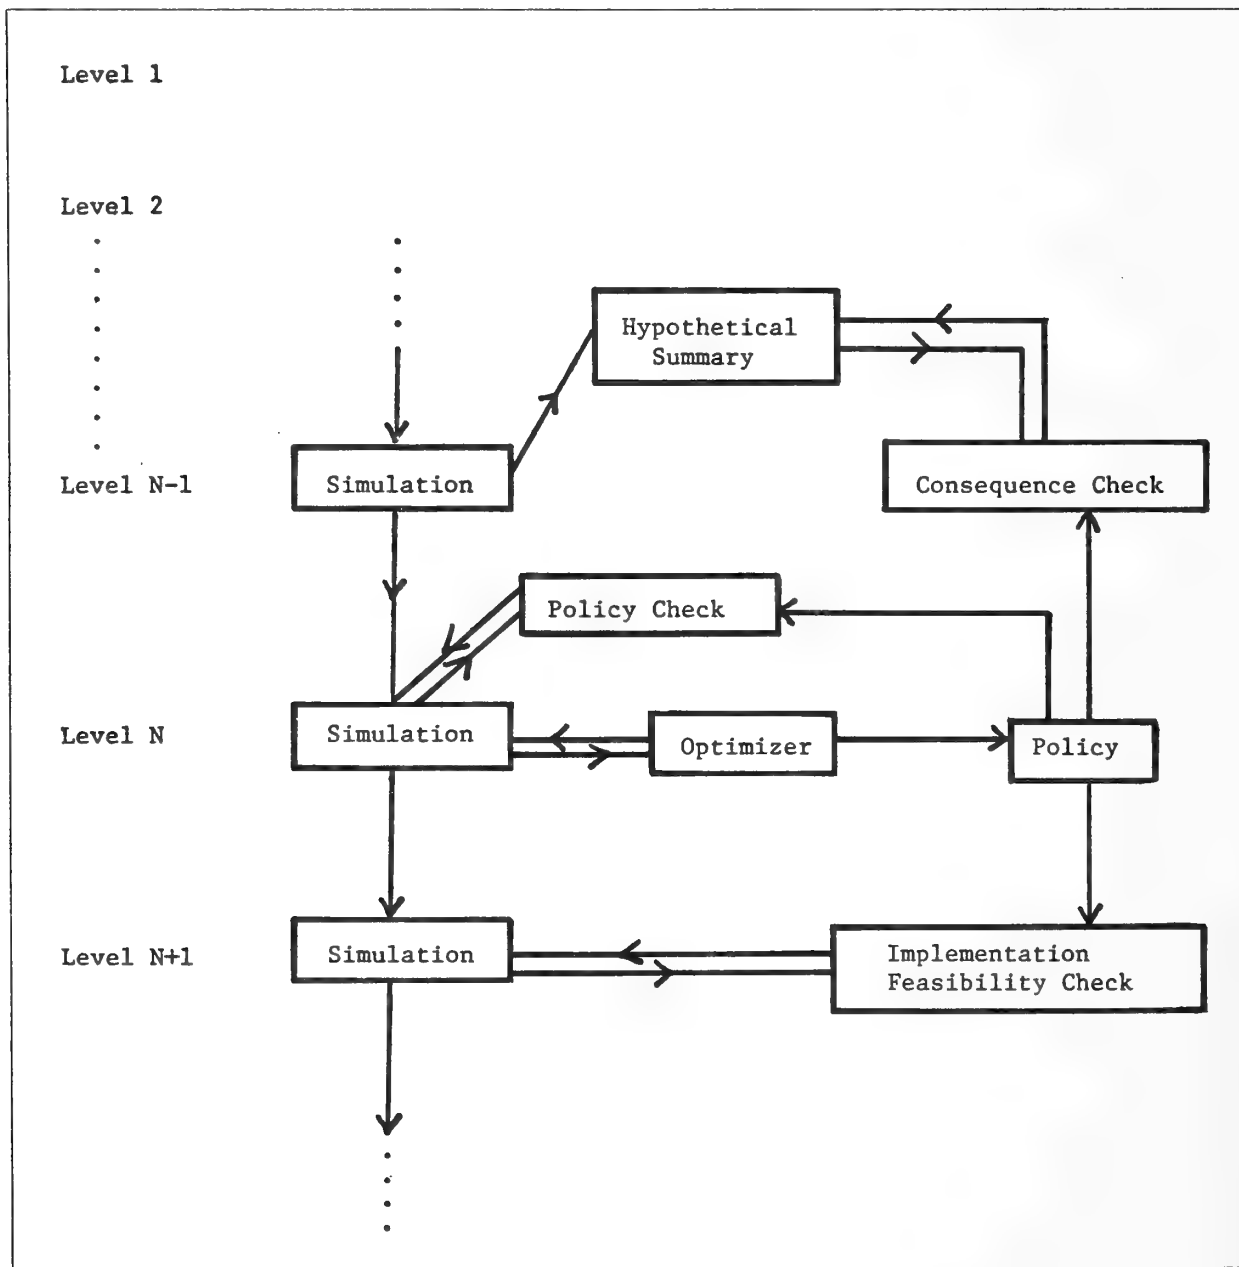 Level 1
Level 2
Hypothetical
Summary
Level N-1
Simulation
Consequence Check
Policy Check
Level N
Simulation
Optimizer
Policy
Level N+1
Simulation
Implementation
Feasibility Check